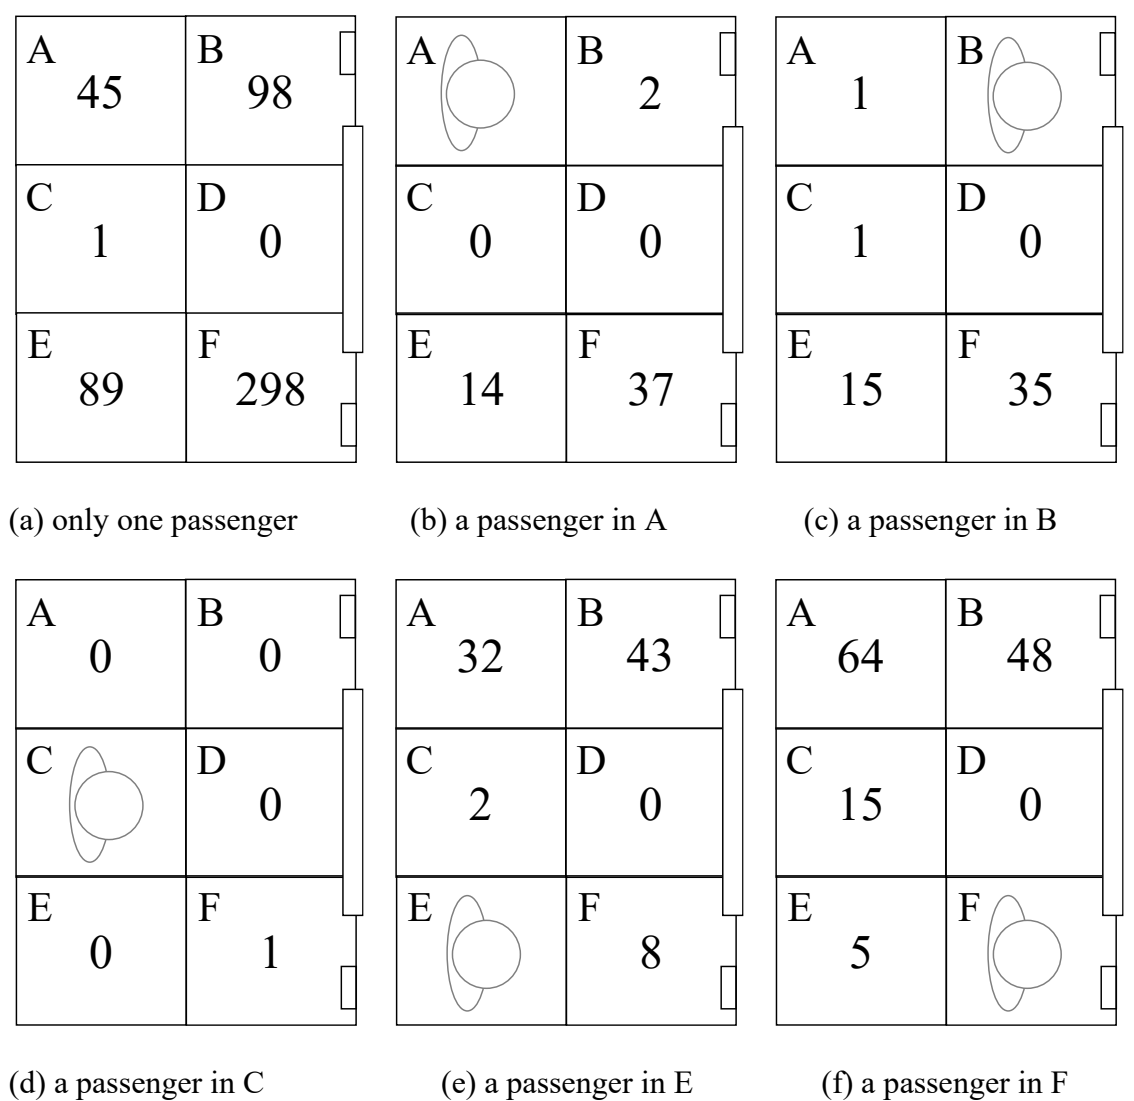 A B A B A B
45 98 2 1
C D C D C D
1 0 0 0 1 0
E F E F E F
89 298 14 37 15 35
(a) only one passenger (b) a passenger in A (c) a passenger in B
A B A B A B
0 0 32 43 64 48
C D C D C D
0 2 0 15 0
E F E F E F
0 1 8 5
(d) a passenger in C (e) a passenger in E (f) a passenger in F